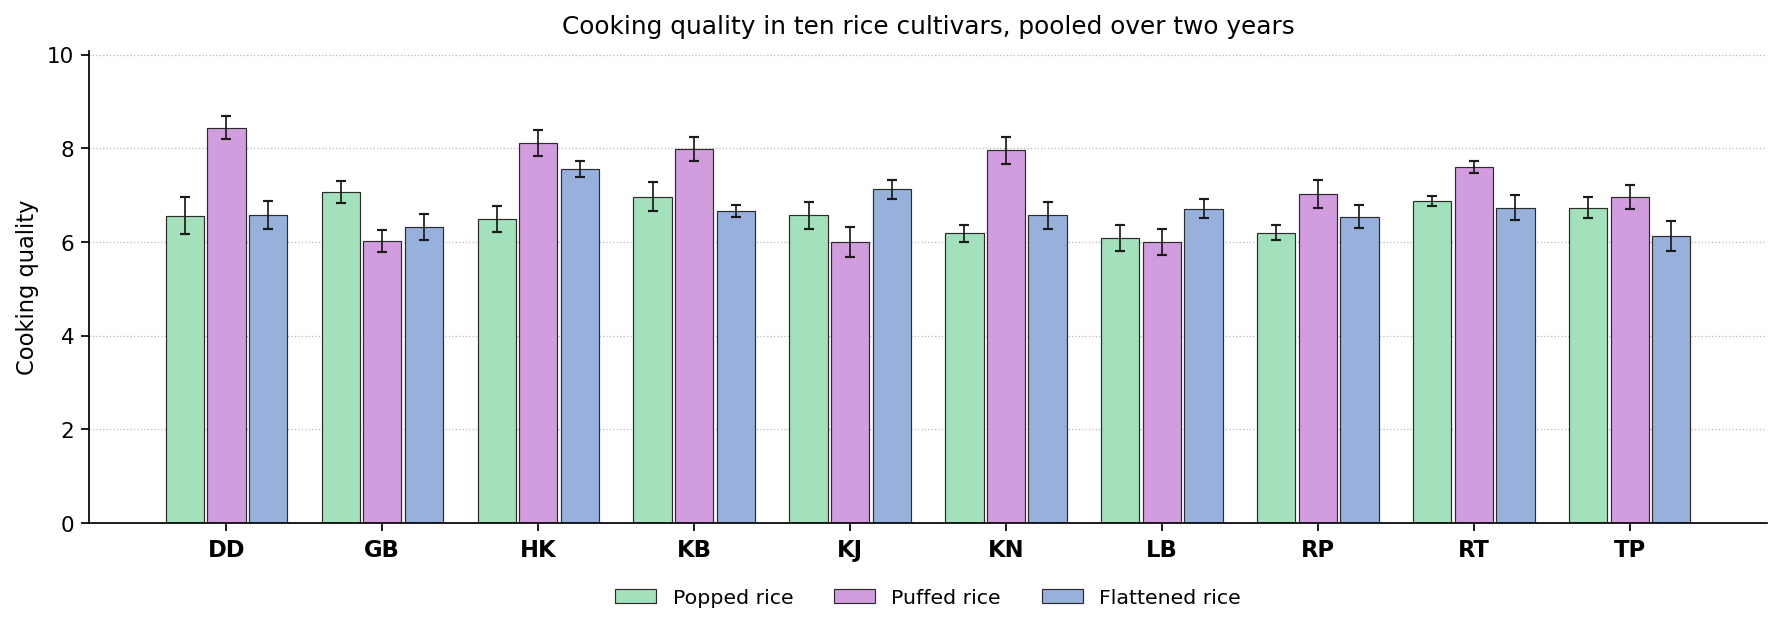 Cooking quality in ten rice cultivars, pooled over two years
Cooking quality
10
8
6
4
2
0
DD GB HK KB KJ KN LB RP RT TP
Popped rice Puffed rice Flattened rice